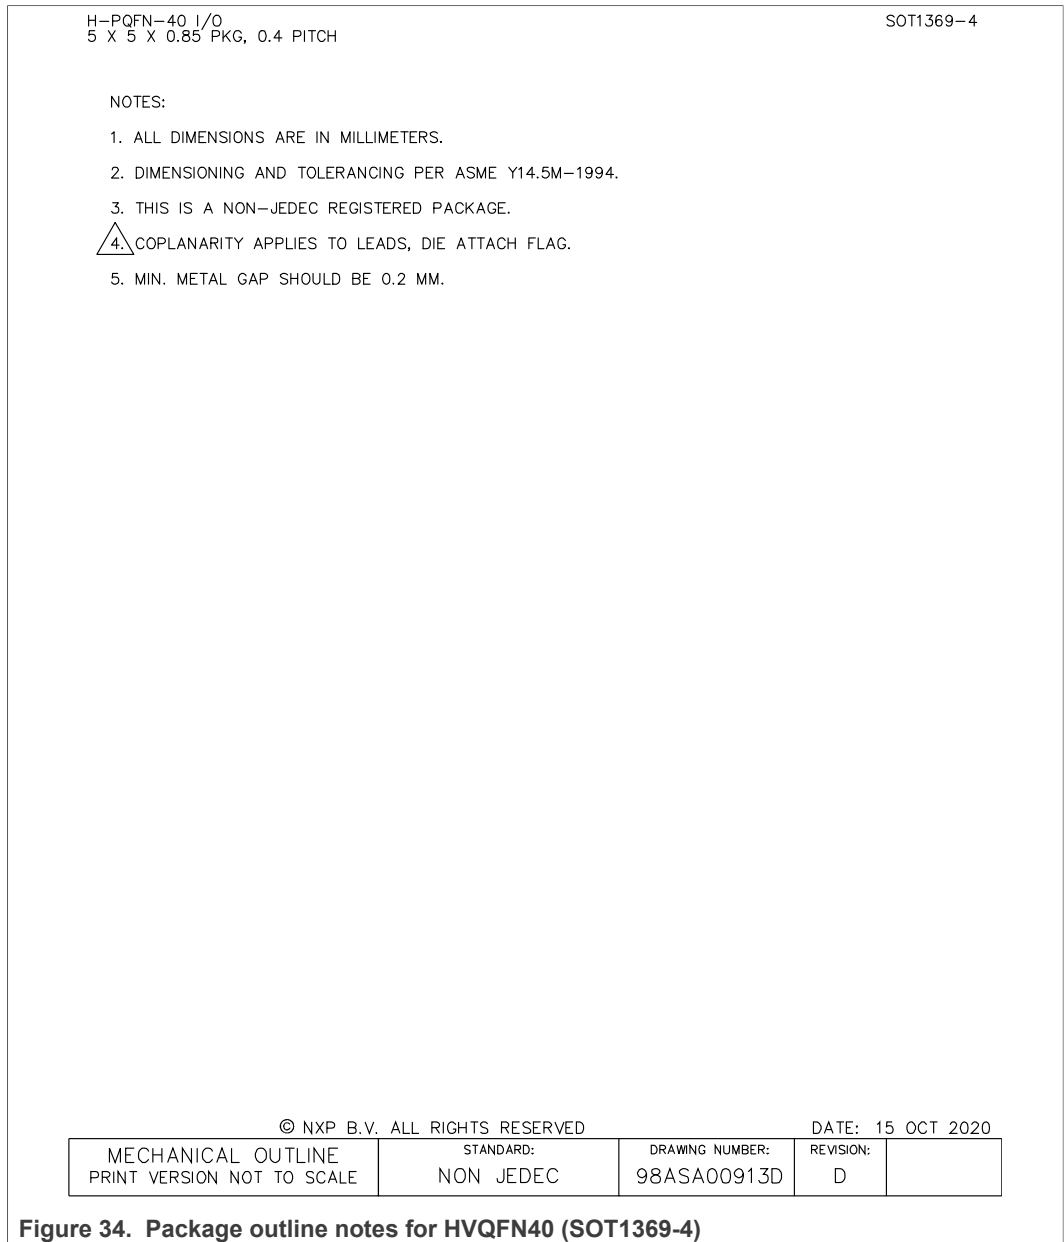 H-PQFN-40 I/O SOT1369-4
5 X 5 X 0.85 PKG, 0.4 PITCH
NOTES:
1. ALL DIMENSIONS ARE IN MILLIMETERS.
2. DIMENSIONING AND TOLERANCING PER ASME Y14.5M-1994.
3. THIS IS A NON-JEDEC REGISTERED PACKAGE.
4. COPLANARITY APPLIES TO LEADS, DIE ATTACH FLAG.
5. MIN. METAL GAP SHOULD BE 0.2 MM.
© NXP B.V. ALL RIGHTS RESERVED DATE: 15 OCT 2020
MECHANICAL OUTLINE STANDARD: DRAWING NUMBER: REVISION:
PRINT VERSION NOT TO SCALE NON JEDEC 98ASA00913D D
Figure 34. Package outline notes for HVQFN40 (SOT1369-4)